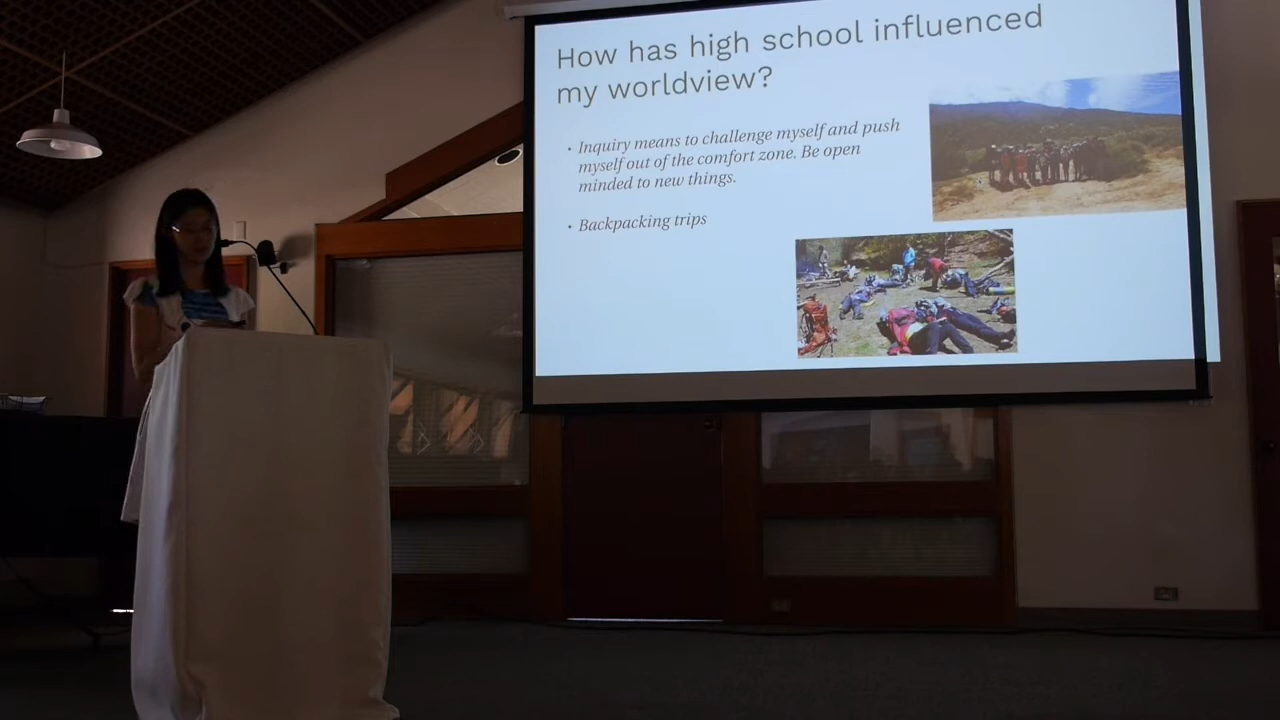 How has high school influenced
my worldview?
• Inquiry means to challenge myself and push
myself out of the comfort zone. Be open
minded to new things.
• Backpacking trips